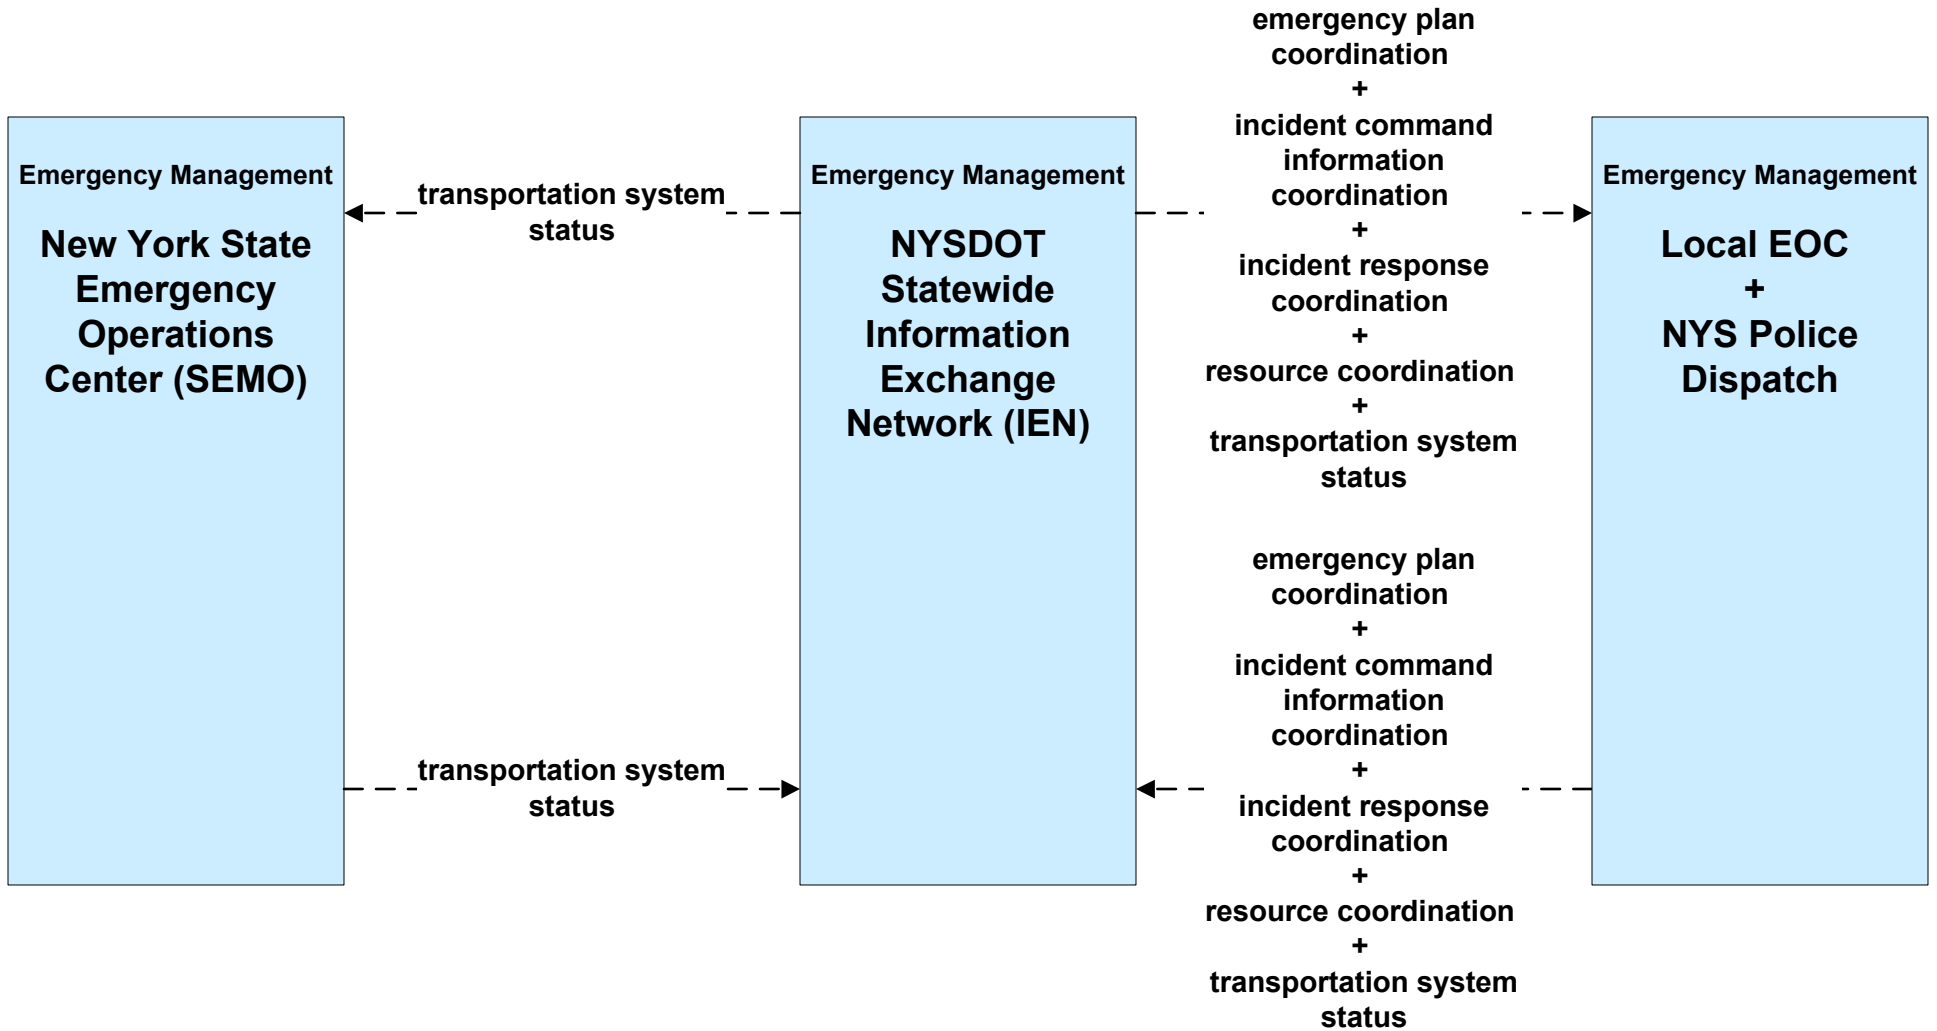 Emergency Management
New York State
Emergency
Operations
Center (SEMO)
transportation system
status
transportation system
status
Emergency Management
NYSDOT
Statewide
Information
Exchange
Network (IEN)
emergency plan
coordination
+
incident command
information
coordination
+
incident response
coordination
+
resource coordination
+
transportation system
status
emergency plan
coordination
+
incident command
information
coordination
+
incident response
coordination
+
resource coordination
+
transportation system
status
Emergency Management
Local EOC
+
NYS Police
Dispatch